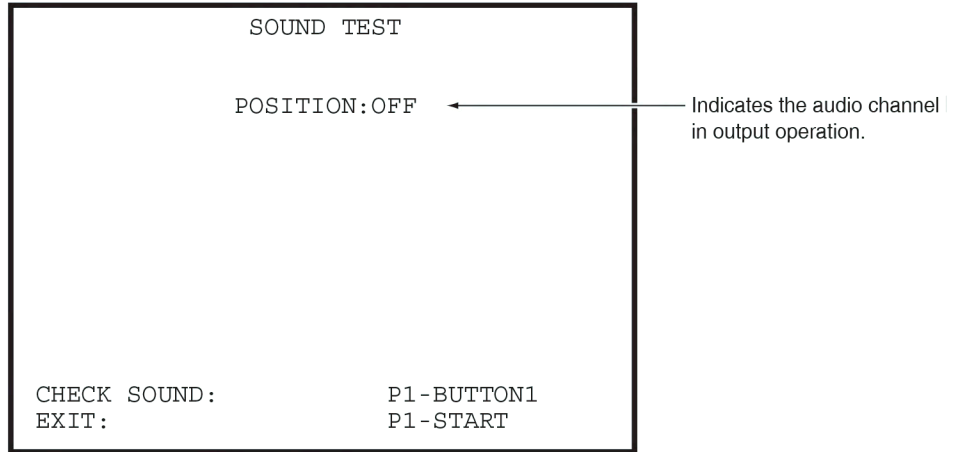 SOUND TEST
POSITION:OFF
Indicates the audio channel
in output operation.
CHECK SOUND: P1-BUTTON1
EXIT: P1-START